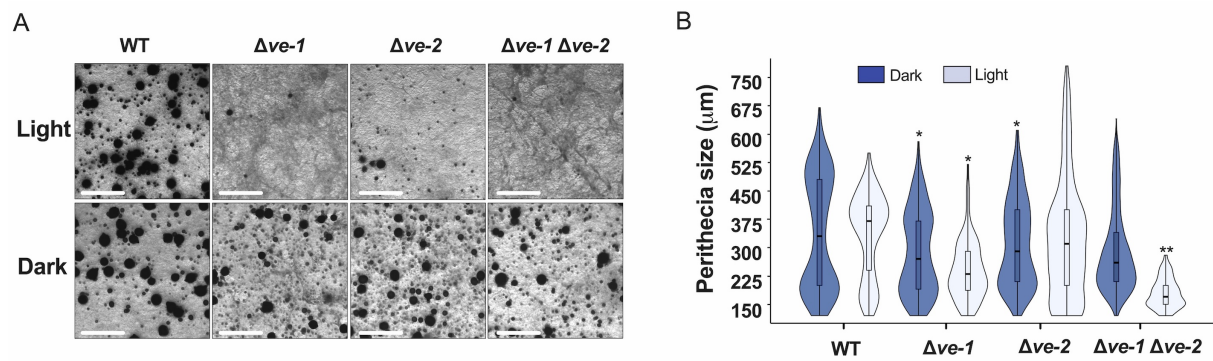 A
WT
Δve-1
Δve-2
Δve-1 Δve-2
Light
Dark
B
Dark
Light
Perithecia size (μm)
750
675
600
525
450
375
300
225
150
*
*
*
**
WT
Δve-1
Δve-2
Δve-1 Δve-2